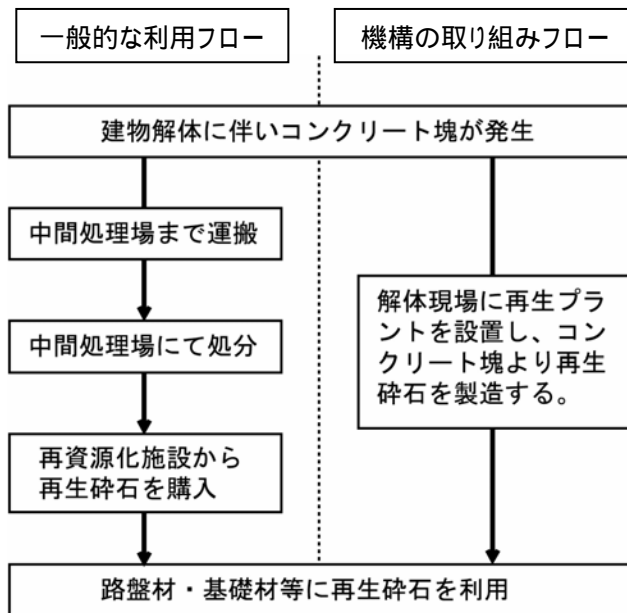 一般的な利用フロー
機構の取り組みフロー
建物解体に伴いコンクリート塊が発生
中間処理場まで運搬
中間処理場にて処分
再資源化施設から
再生砕石を購入
解体現場に再生プラ
ントを設置し、コン
クリート塊より再生
砕石を製造する。
路盤材・基礎材等に再生砕石を利用